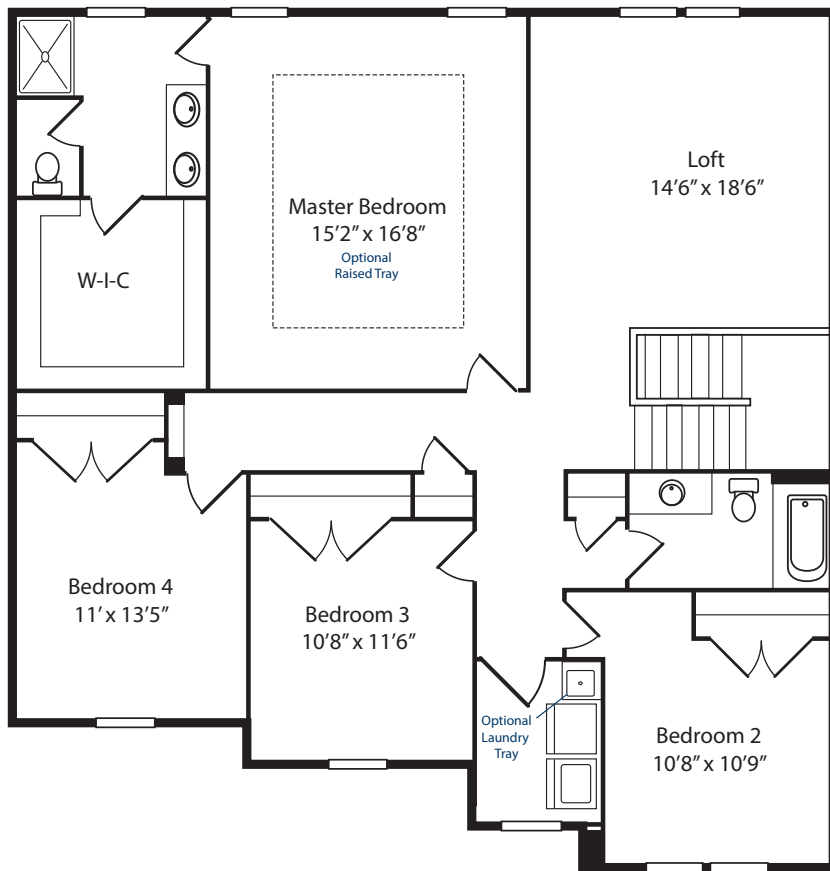 Loft
14’6” x 18’6”
Master Bedroom
15’2” x 16’8”
Optional
Raised Tray
W-I-C
Bedroom 4
11’ x 13’5”
Bedroom 3
10’8” x 11’6”
Optional
Laundry
Tray
Bedroom 2
10’8” x 10’9”